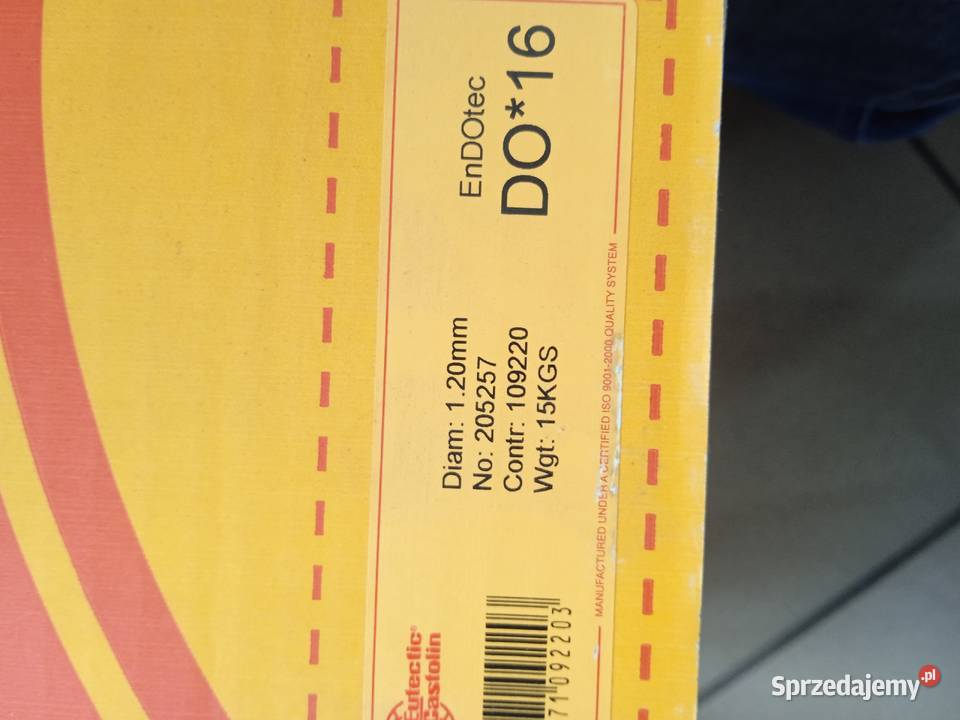 EnDOtec
DO*16
Diam: 1.20mm
No: 205257
Contr: 109220
Wgt: 15KGS
MANUFACTURED UNDER A CERTIFIED ISO 9001-2000 QUALITY SYSTEM
Eutectic®
Castolin
71092203
Sprzedajemy.pl